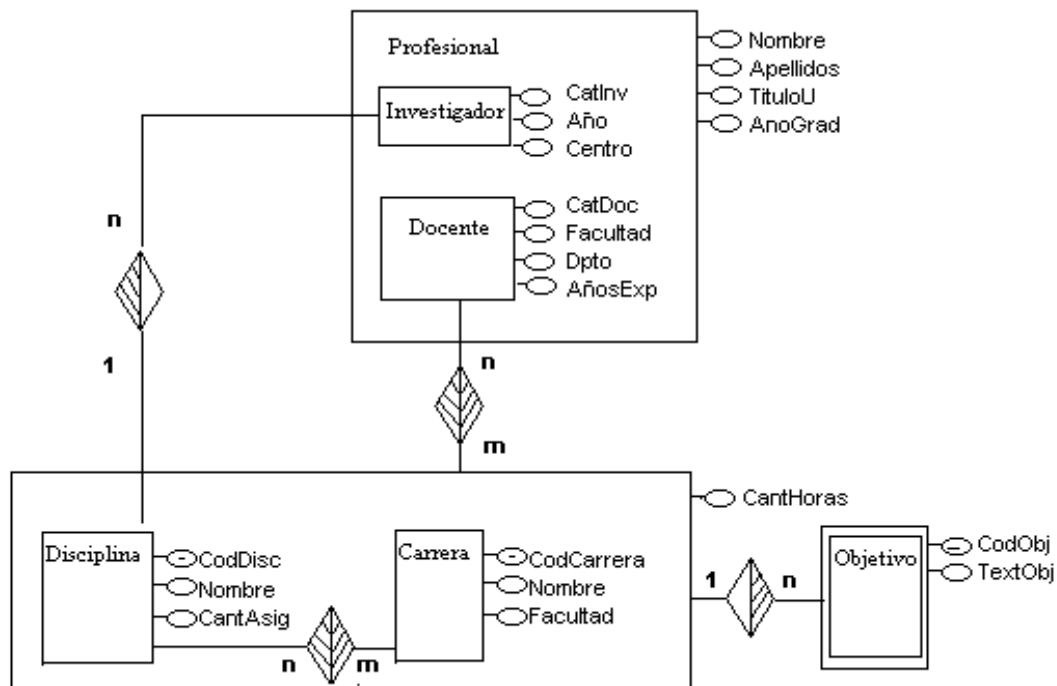 Profesional
Nombre
Apellidos
TituloU
AnoGrad
Investigador
CatInv
Año
Centro
Docente
CatDoc
Facultad
Dpto
AñosExp
n
1
n
m
CantHoras
Disciplina
CodDisc
Nombre
CantAsig
Carrera
CodCarrera
Nombre
Facultad
n
m
1
n
Objetivo
CodObj
TextObj